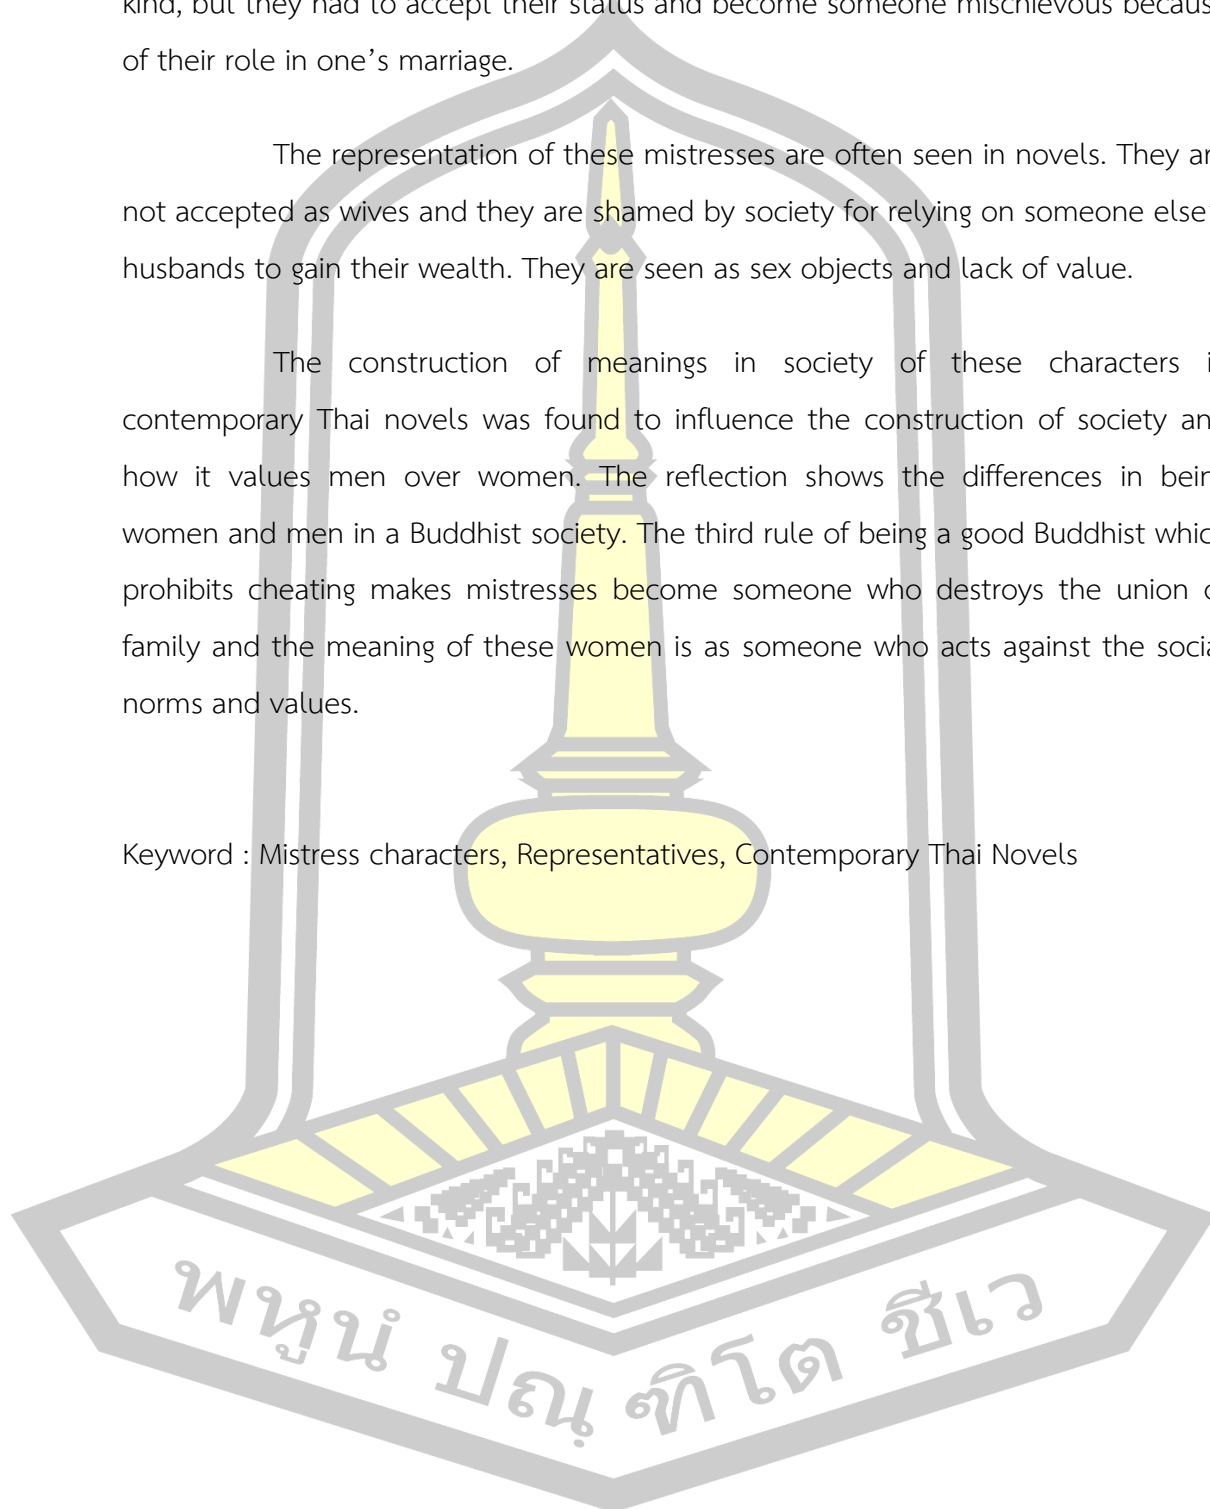 kind, but they had to accept their status and become someone mischievous becaus
of their role in one’s marriage.
The representation of these mistresses are often seen in novels. They ar
not accepted as wives and they are shamed by society for relying on someone else’
husbands to gain their wealth. They are seen as sex objects and lack of value.
The construction of meanings in society of these characters i
contemporary Thai novels was found to influence the construction of society an
how it values men over women. The reflection shows the differences in bein
women and men in a Buddhist society. The third rule of being a good Buddhist whic
prohibits cheating makes mistresses become someone who destroys the union o
family and the meaning of these women is as someone who acts against the socia
norms and values.
Keyword : Mistress characters, Representatives, Contemporary Thai Novels
พหูนํ ปณฺฑิโต ชีเว